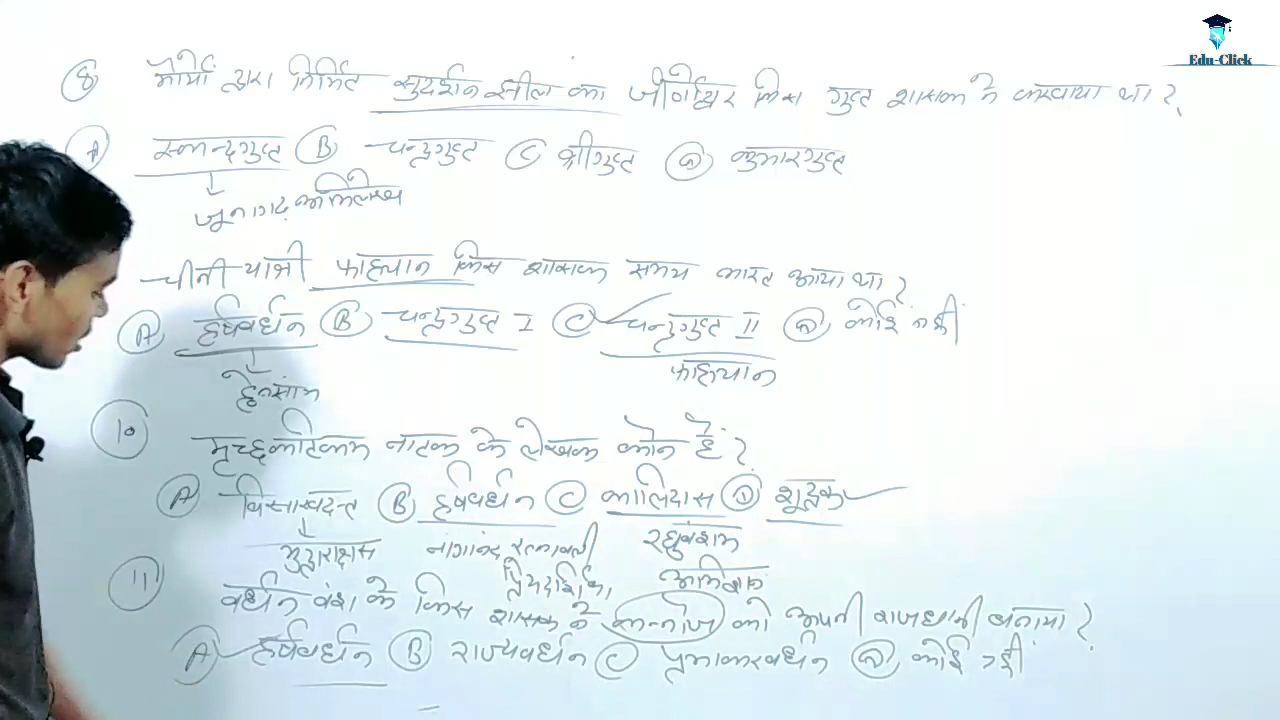 Edu-Click
8 मौर्यो द्वारा निर्मित सुदर्शन झील का जीर्णोद्धार किस गुप्त शासक ने करवाया था ?
A स्कन्दगुप्त B चन्द्रगुप्त C श्रीगुप्त D कुमारगुप्त
जूनागढ़ अभिलेख
चीनी यात्री फाह्यान किस शासक समय भारत आया था ?
A हर्षवर्धन B चन्द्रगुप्त I C चन्द्रगुप्त II D कोई नही
हेनसांग फाह्यान
10 मृच्छकटिकम नाटक के लेखक कौन है ?
A विसाखदत्त B हर्षवर्धन C कालिदास D शूद्रक
मुद्राराक्षस नागानंद रत्नावली रघुवंशम
प्रियदर्शिका,
11 वर्धन वंश के किस शासक ने कन्नौज को अपनी राजधानी बनाया ?
A हर्षवर्धन B राज्यवर्धन C प्रभाकरवर्धन D कोई नही